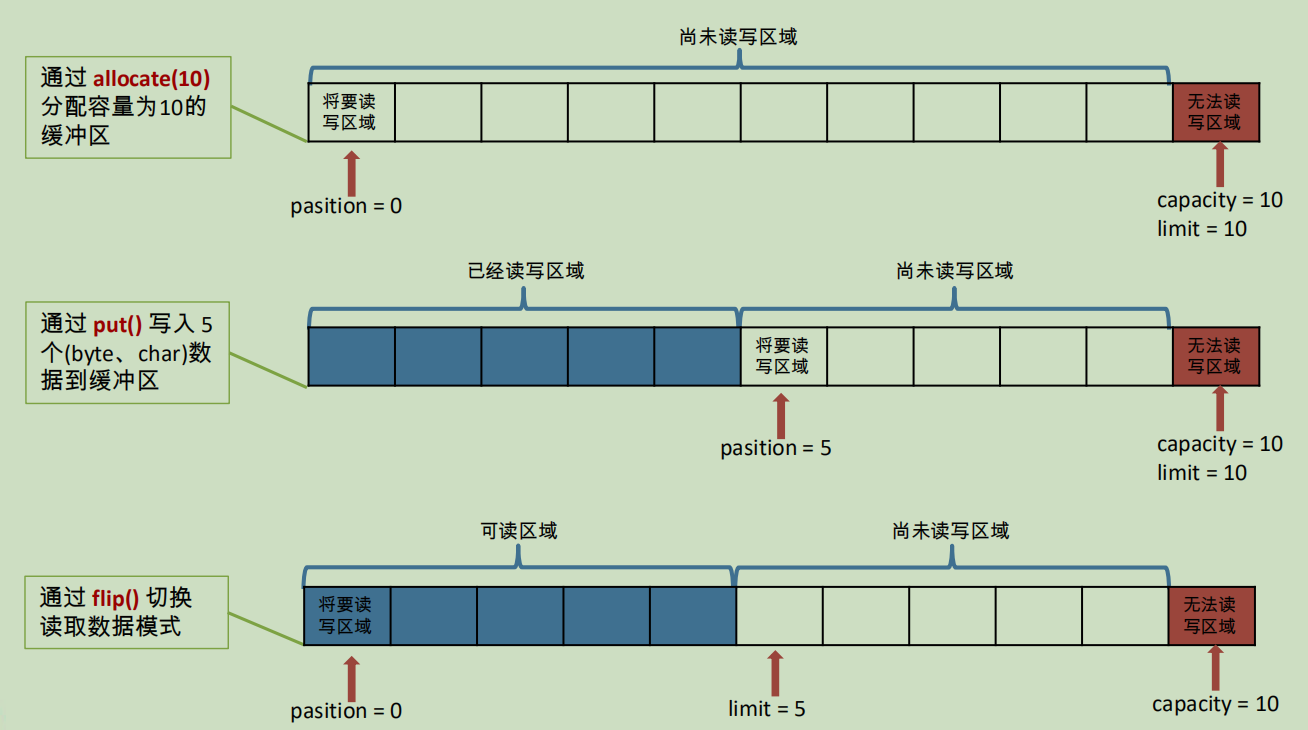 尚未读写区域
通过 allocate(10)
分配容量为10的
缓冲区
将要读
写区域
无法读
写区域
pasition = 0
capacity = 10
limit = 10
已经读写区域
尚未读写区域
通过 put() 写入 5
个(byte、char)数
据到缓冲区
将要读
写区域
无法读
写区域
pasition = 5
capacity = 10
limit = 10
可读区域
尚未读写区域
通过 flip() 切换
读取数据模式
将要读
写区域
无法读
写区域
position = 0
limit = 5
capacity = 10